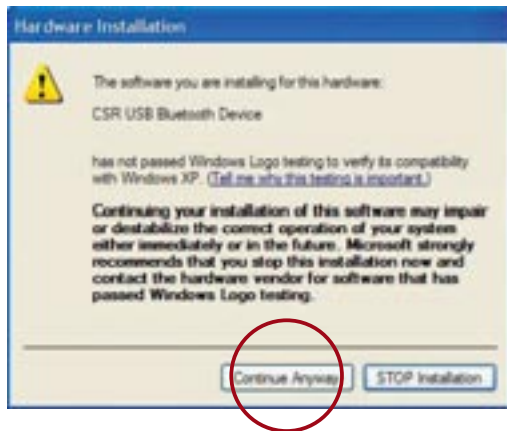 Hardware Installation
The software you are installing for this hardware:
CSR USB Bluetooth Device
has not passed Windows Logo testing to verify its compatibility
with Windows XP. (Tell me why this testing is important.)
Continuing your installation of this software may impair
or destabilize the correct operation of your system
either immediately or in the future. Microsoft strongly
recommends that you stop this installation now and
contact the hardware vendor for software that has
passed Windows Logo testing.
Continue Anyway
STOP Installation